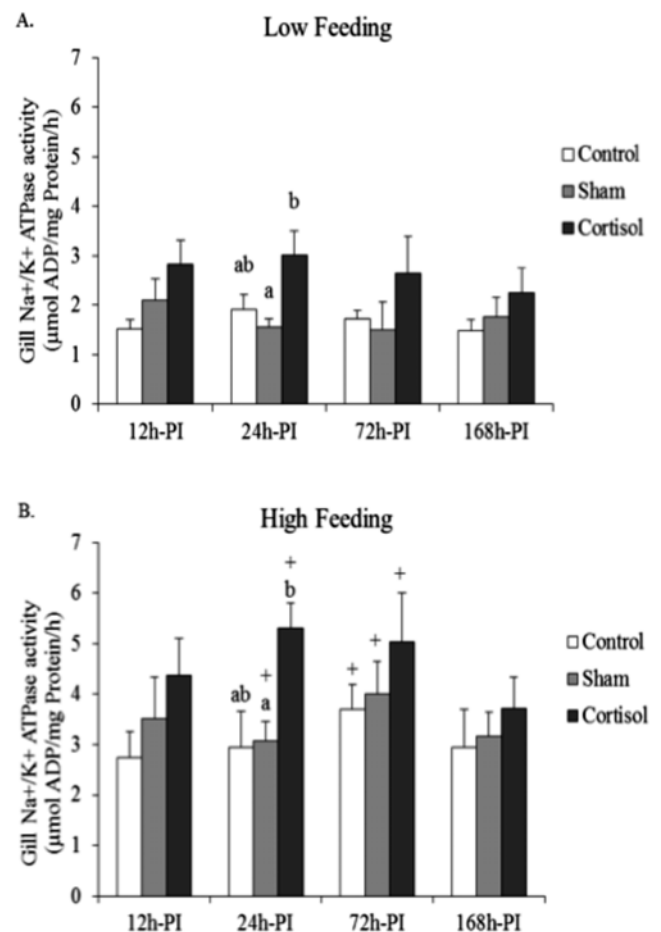 A.
Low Feeding
Gill Na+/K+ ATPase activity
(µmol ADP/mg Protein/h)
7
6
5
4
3
2
1
0
b
ab
a
Control
Sham
Cortisol
12h-PI 24h-PI 72h-PI 168h-PI
B.
High Feeding
Gill Na+/K+ ATPase activity
(µmol ADP/mg Protein/h)
7
6
5
4
3
2
1
0
+
b
+
+
ab
+
a
+
Control
Sham
Cortisol
12h-PI 24h-PI 72h-PI 168h-PI